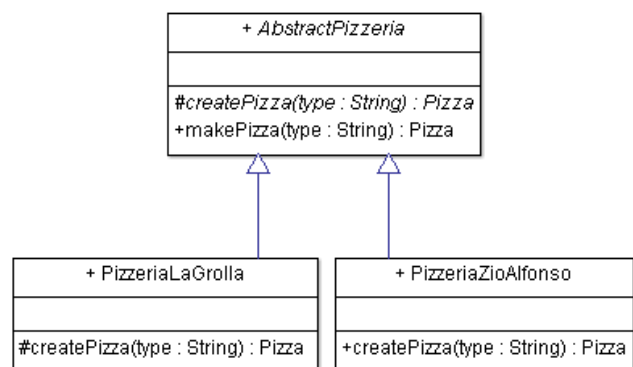 + AbstractPizzeria
#createPizza(type : String) : Pizza
+makePizza(type : String) : Pizza
+ PizzeriaLaGrolla
#createPizza(type : String) : Pizza
+ PizzeriaZioAlfonso
+createPizza(type : String) : Pizza